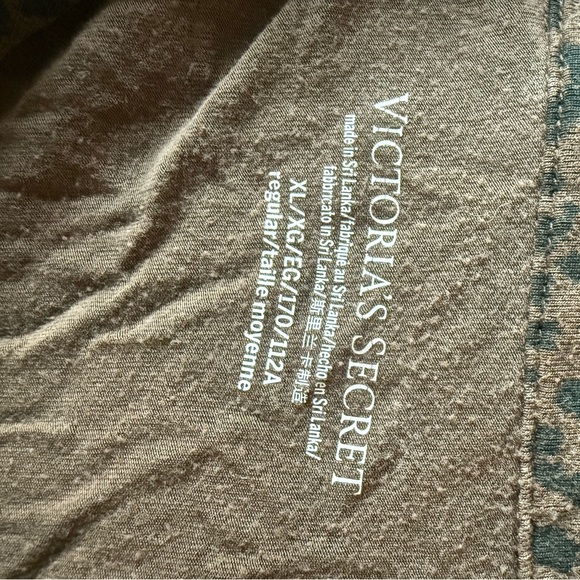 VICTORIA'S SECRET
made in Sri Lanka/fabriqué au Sri Lanka/hecho en Sri Lanka/
fabbricato in Sri Lanka/斯里兰卡制造
XL/XG/EG/170/112A
regular/taille moyenne